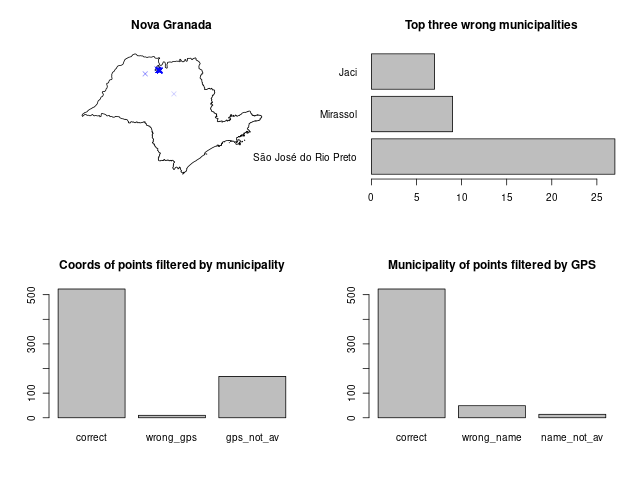 Nova Granada
Top three wrong municipalities
Jaci
Mirassol
São José do Rio Preto
0 5 10 15 20 25
Coords of points filtered by municipality
500
300
100
0
correct wrong_gps gps_not_av
Municipality of points filtered by GPS
500
300
100
0
correct wrong_name name_not_av